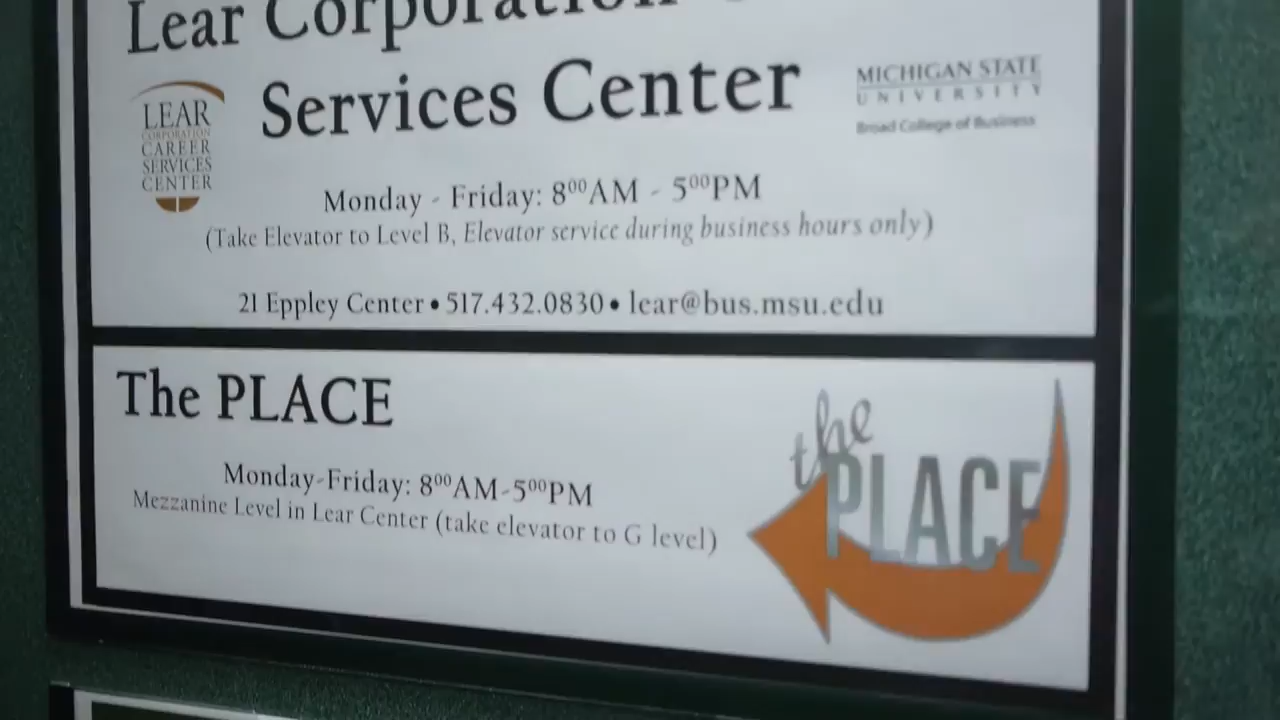 Lear Corporation
Services Center
LEAR
CORPORATION
CAREER
SERVICES
CENTER
MICHIGAN STATE
UNIVERSITY
Broad College of Business
Monday - Friday: 8⁰⁰AM - 5⁰⁰PM
(Take Elevator to Level B, Elevator service during business hours only)
21 Eppley Center • 517.432.0830 • lear@bus.msu.edu
The PLACE
Monday-Friday: 8⁰⁰AM-5⁰⁰PM
Mezzanine Level in Lear Center (take elevator to G level)
the
PLACE